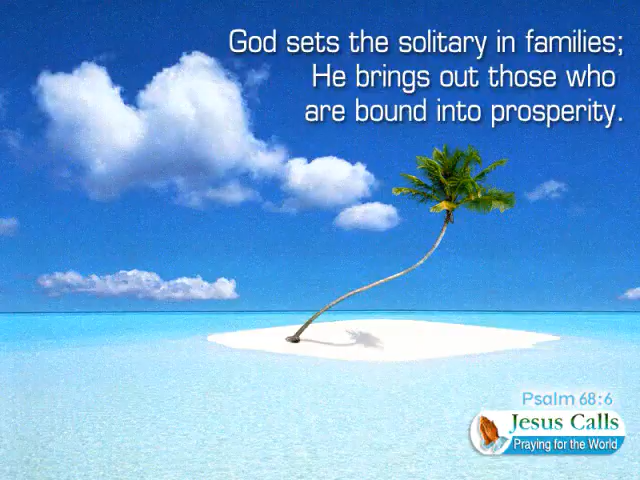 God sets the solitary in families;
He brings out those who
are bound into prosperity.
Psalm 68:6
Jesus Calls
Praying for the World